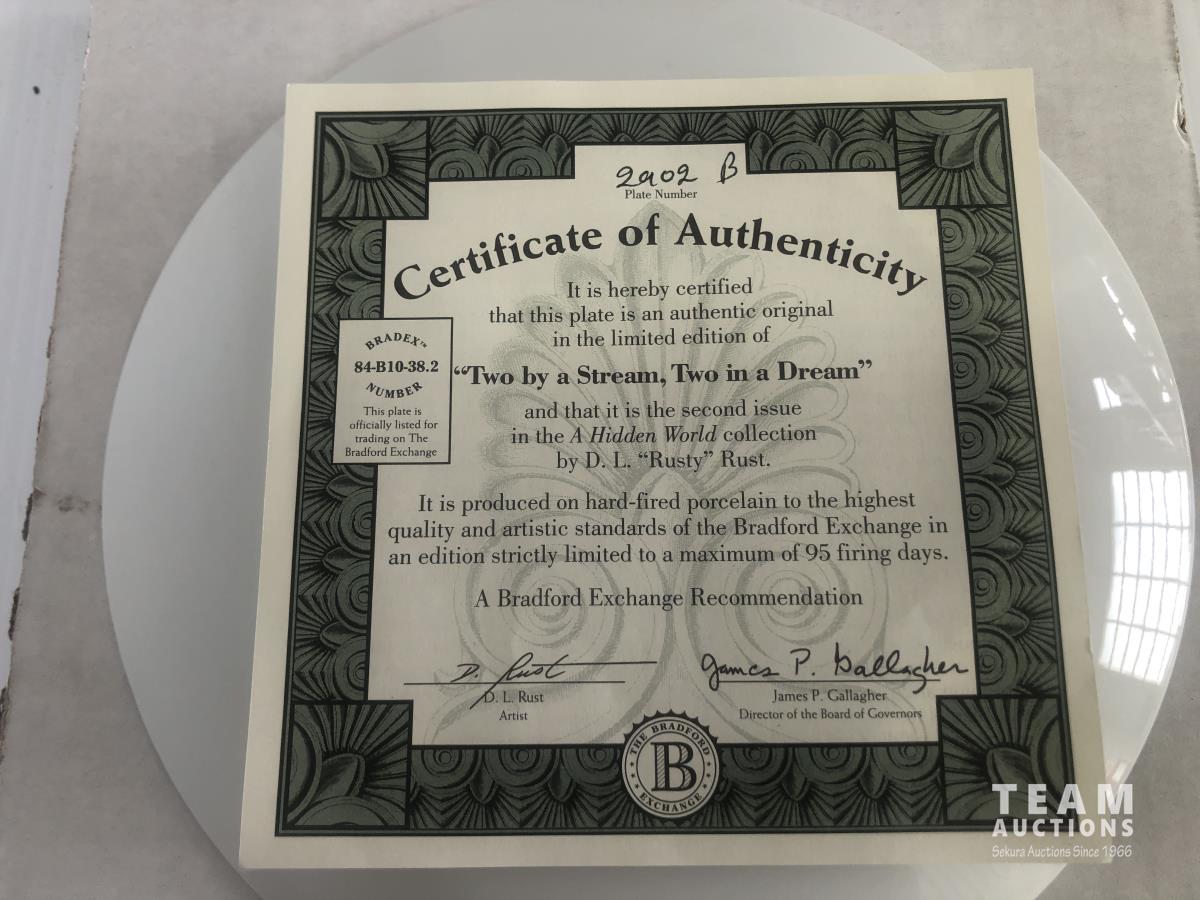 2902 B
Plate Number
Certificate of Authenticity
It is hereby certified
that this plate is an authentic original
in the limited edition of
“Two by a Stream, Two in a Dream”
and that it is the second issue
in the A Hidden World collection
by D. L. “Rusty” Rust.
BRADEX™
84-B10-38.2
NUMBER
This plate is
officially listed for
trading on The
Bradford Exchange
It is produced on hard-fired porcelain to the highest
quality and artistic standards of the Bradford Exchange in
an edition strictly limited to a maximum of 95 firing days.
A Bradford Exchange Recommendation
D. Rust
D. L. Rust
Artist
James P. Gallagher
James P. Gallagher
Director of the Board of Governors
THE BRADFORD
B
EXCHANGE
TEAM
AUCTIONS
Sekura Auctions Since 1966